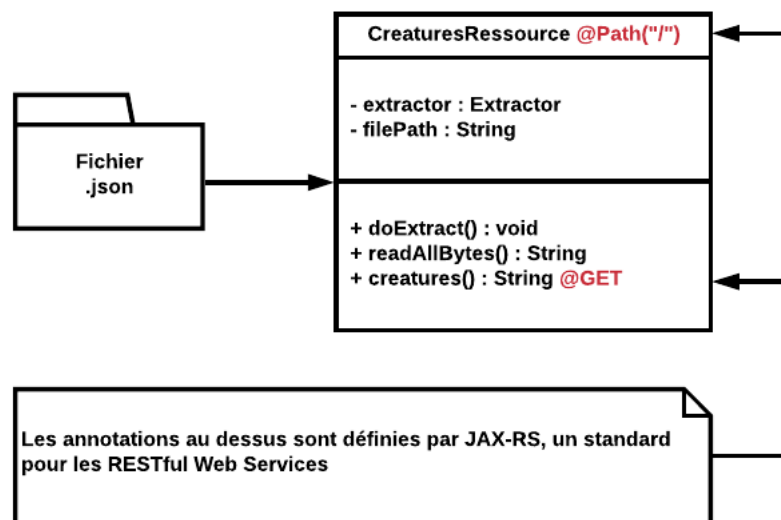 CreaturesRessource @Path("/")
- extractor : Extractor
- filePath : String
Fichier
.json
+ doExtract() : void
+ readAllBytes() : String
+ creatures() : String @GET
Les annotations au dessus sont définies par JAX-RS, un standard
pour les RESTful Web Services